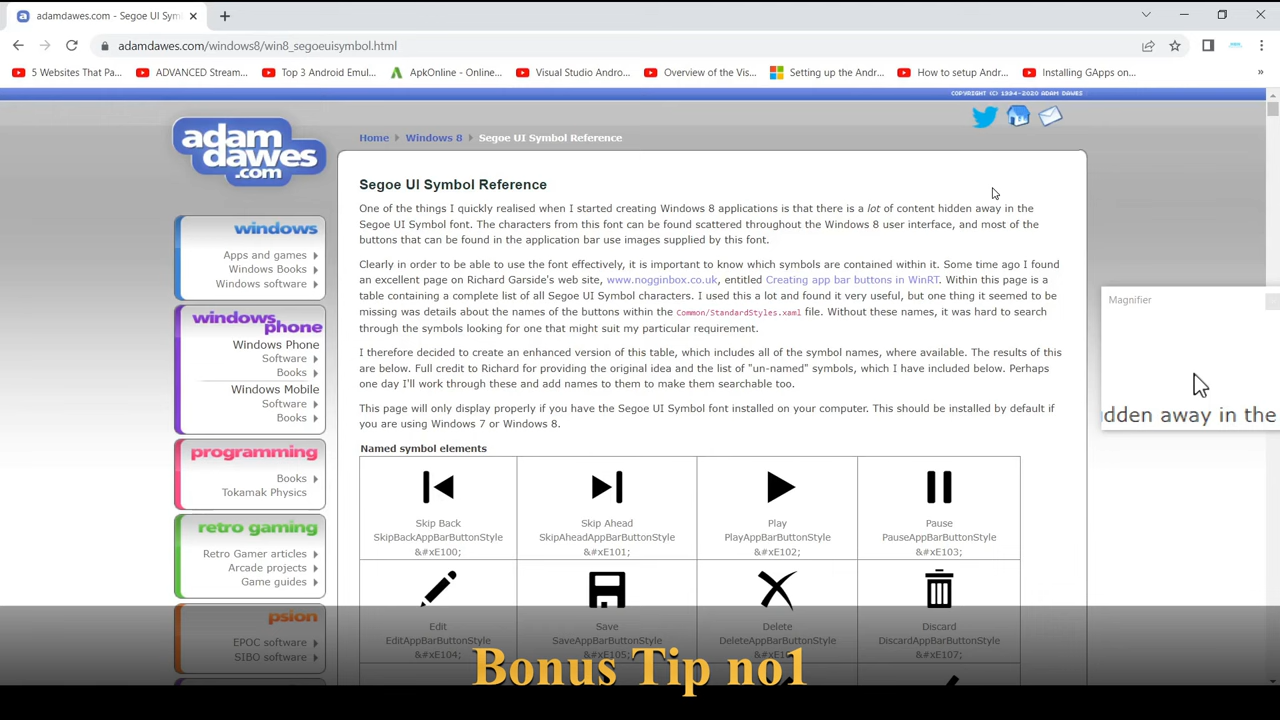 adamdawes.com - Segoe UI Sym
adamdawes.com/windows8/win8_segoeuisymbol.html
5 Websites That Pa...
ADVANCED Stream...
Top 3 Android Emul...
ApkOnline - Online...
Visual Studio Andro...
Overview of the Vis...
Setting up the Andr...
How to setup Andr...
Installing GApps on...
»
COPYRIGHT (C) 1994-2020 ADAM DAWES
adam
dawes
.com
Home Windows 8 Segoe UI Symbol Reference
windows
Apps and games
Windows Books
Windows software
windows
phone
Windows Phone
Software
Books
Windows Mobile
Software
Books
programming
Books
Tokamak Physics
retro gaming
Retro Gamer articles
Arcade projects
Game guides
psion
EPOC software
SIBO software
Segoe UI Symbol Reference
One of the things I quickly realised when I started creating Windows 8 applications is that there is a lot of content hidden away in the
Segoe UI Symbol font. The characters from this font can be found scattered throughout the Windows 8 user interface, and most of the
buttons that can be found in the application bar use images supplied by this font.
Clearly in order to be able to use the font effectively, it is important to know which symbols are contained within it. Some time ago I found
an excellent page on Richard Garside's web site, www.nogginbox.co.uk, entitled Creating app bar buttons in WinRT. Within this page is a
table containing a complete list of all Segoe UI Symbol characters. I used this a lot and found it very useful, but one thing it seemed to be
missing was details about the names of the buttons within the Common/StandardStyles.xaml file. Without these names, it was hard to search
through the symbols looking for one that might suit my particular requirement.
I therefore decided to create an enhanced version of this table, which includes all of the symbol names, where available. The results of this
are below. Full credit to Richard for providing the original idea and the list of "un-named" symbols, which I have included below. Perhaps
one day I'll work through these and add names to them to make them searchable too.
This page will only display properly if you have the Segoe UI Symbol font installed on your computer. This should be installed by default if
you are using Windows 7 or Windows 8.
Named symbol elements
Skip Back
SkipBackAppBarButtonStyle
&#xE100;
Skip Ahead
SkipAheadAppBarButtonStyle
&#xE101;
Play
PlayAppBarButtonStyle
&#xE102;
Pause
PauseAppBarButtonStyle
&#xE103;
Edit
EditAppBarButtonStyle
&#xE104;
Save
SaveAppBarButtonStyle
&#xE105;
Delete
DeleteAppBarButtonStyle
Discard
DiscardAppBarButtonStyle
&#xE107;
Magnifier
dden away in the
Bonus Tip no1